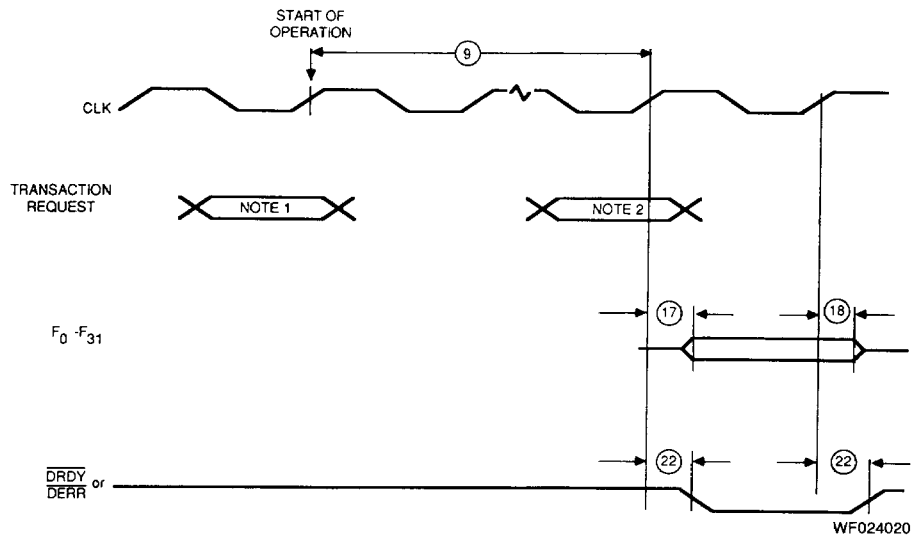 START OF
OPERATION
9
CLK
TRANSACTION
REQUEST
NOTE 1
NOTE 2
17
18
F0 -F31
22
22
DRDY or
DERR
WF024020